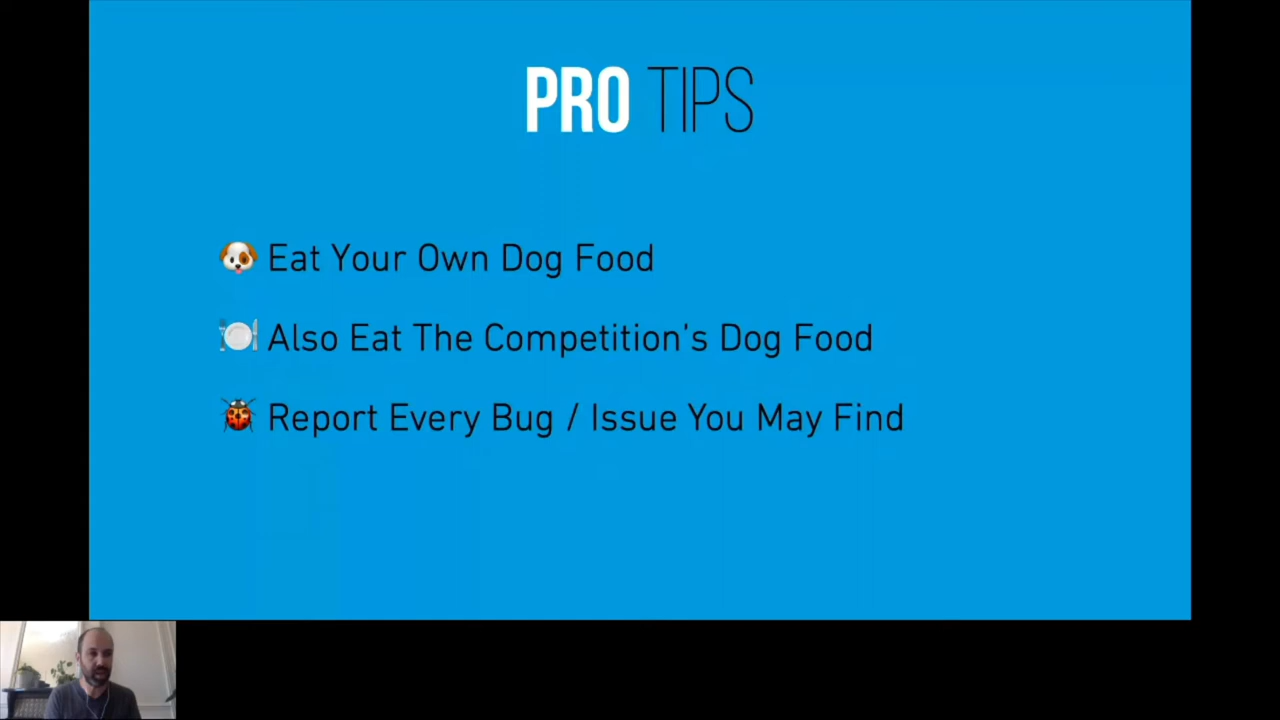 PRO TIPS
🐶 Eat Your Own Dog Food
🍽️ Also Eat The Competition's Dog Food
🐞 Report Every Bug / Issue You May Find